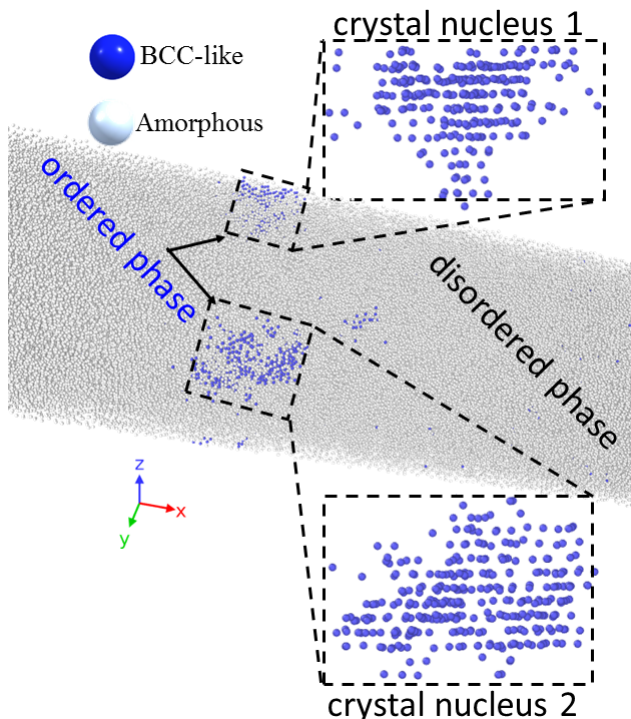 crystal nucleus 1
BCC-like
Amorphous
ordered phase
disordered phase
z
x
y
crystal nucleus 2